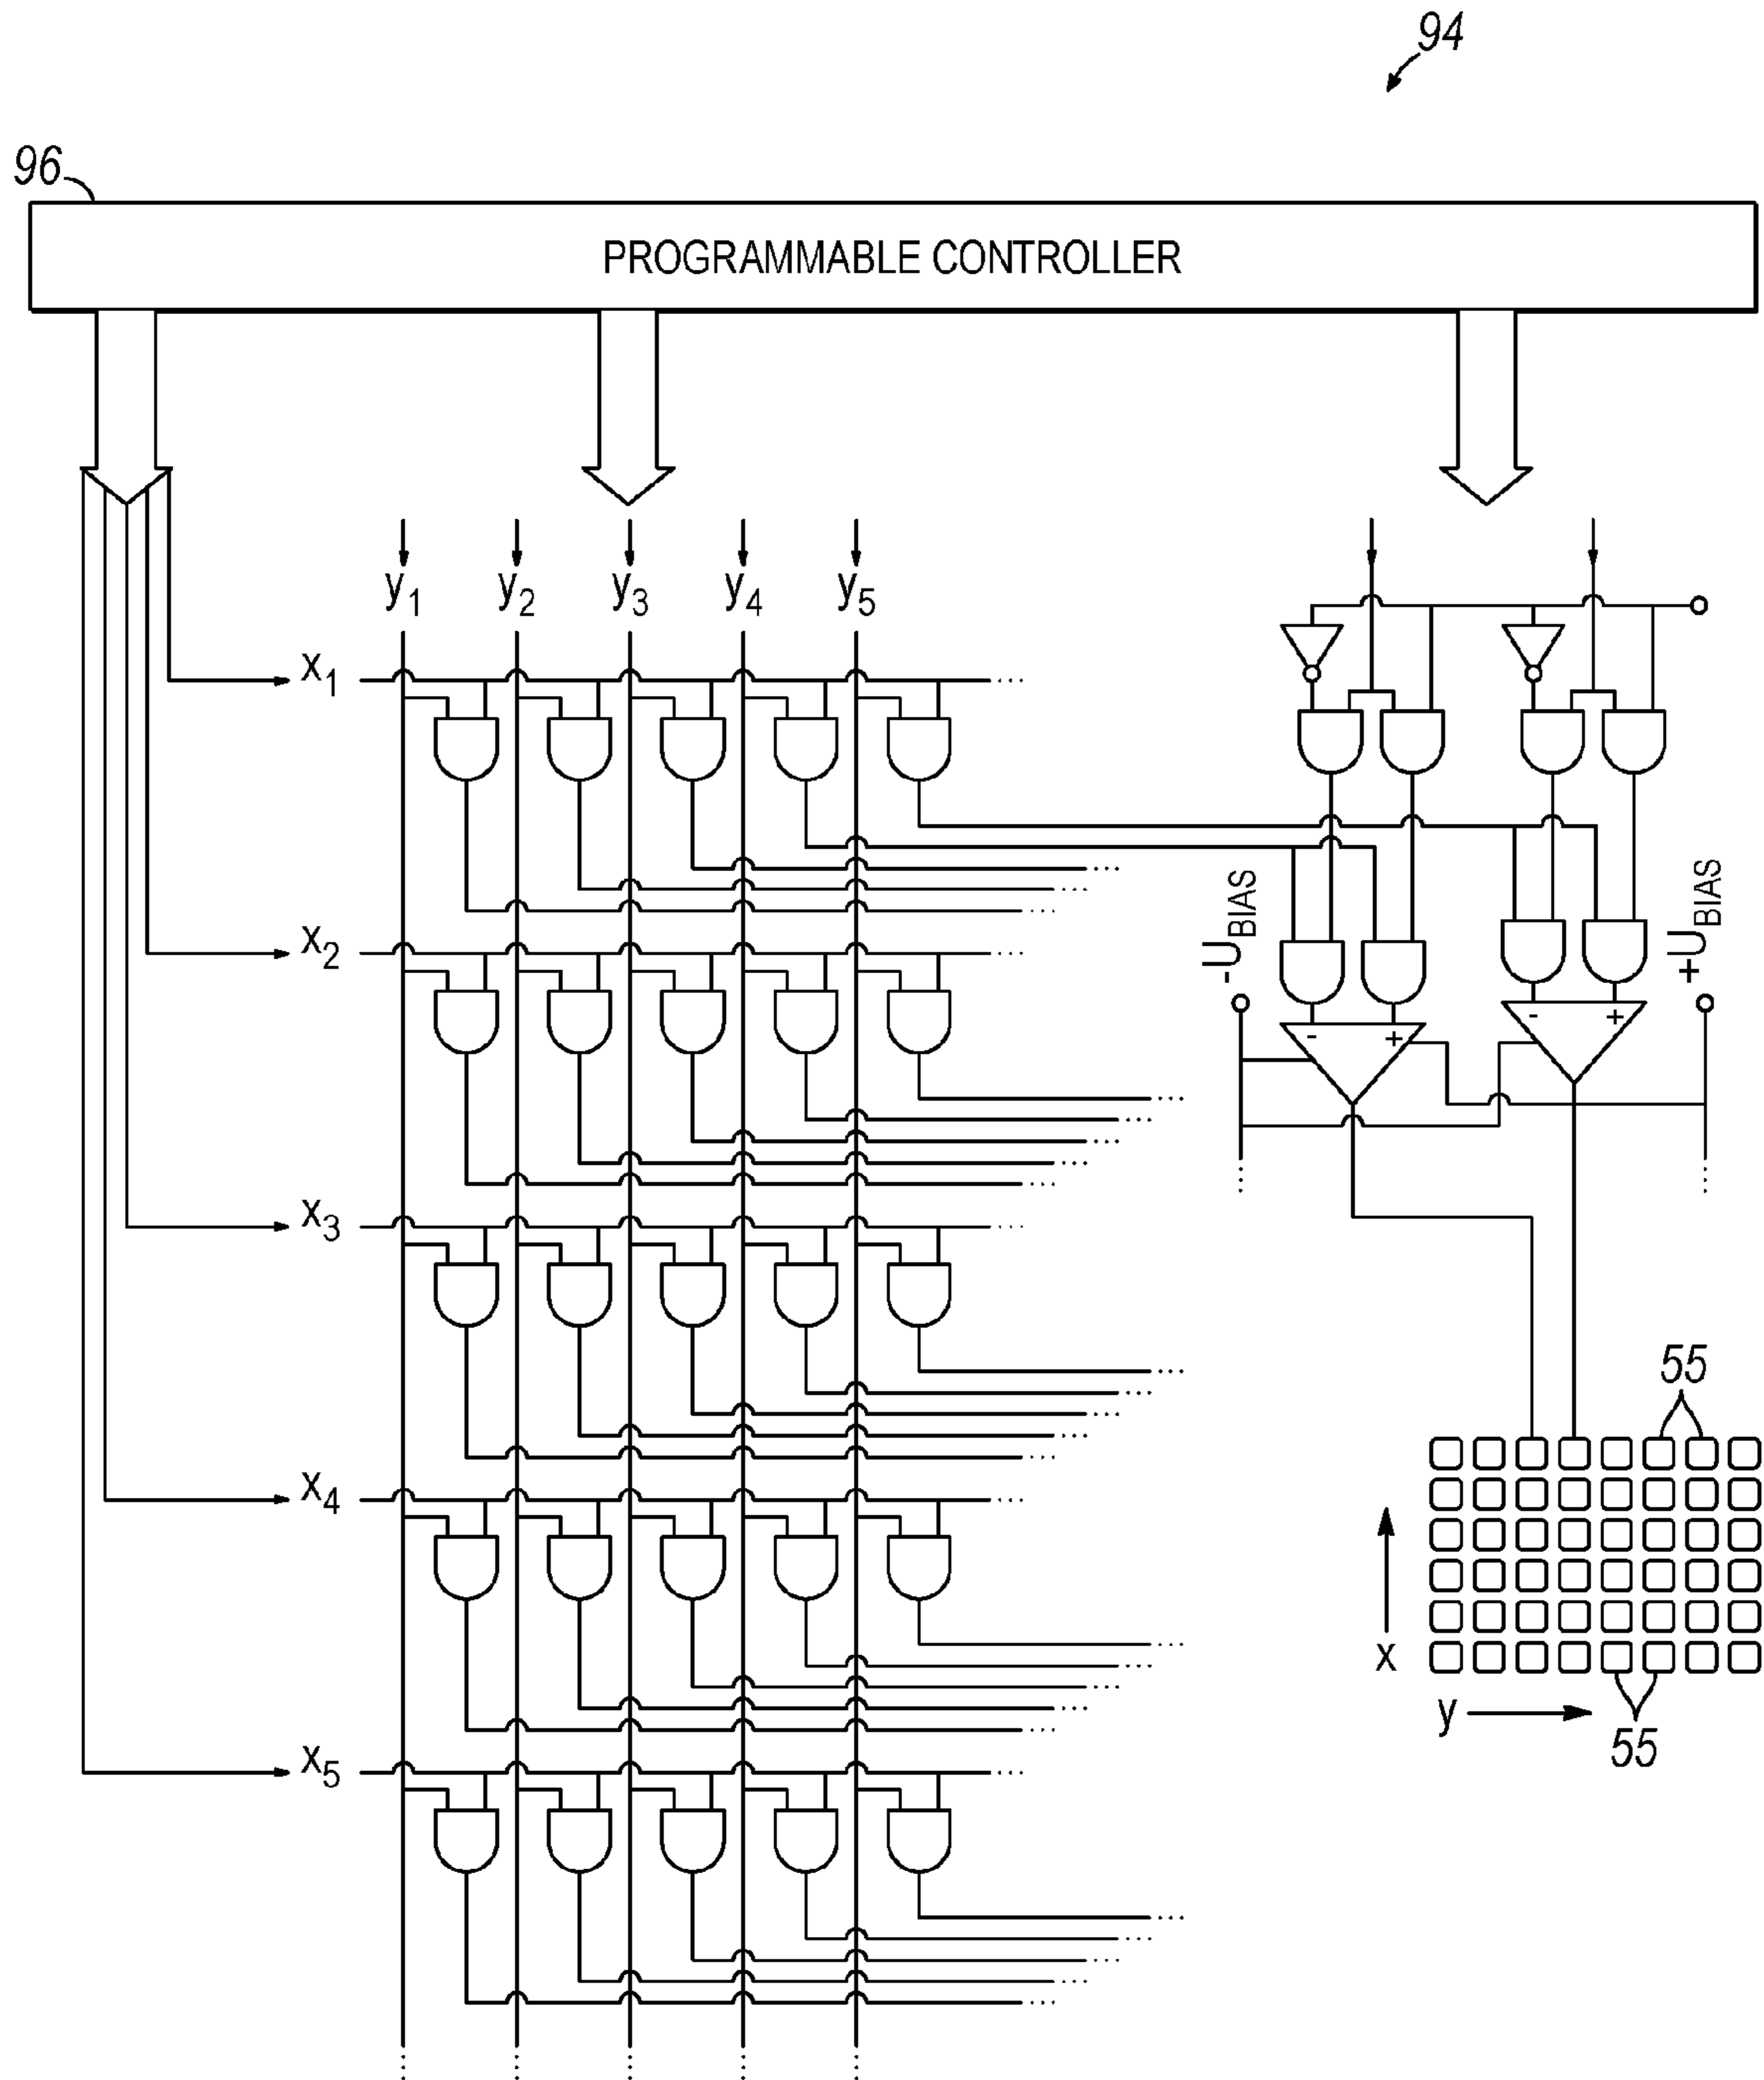 94
96
PROGRAMMABLE CONTROLLER
y1 y2 y3 y4 y5
x1
-UBIAS
+UBIAS
x2
- +
- +
x3
55
x4
x
y
55
x5